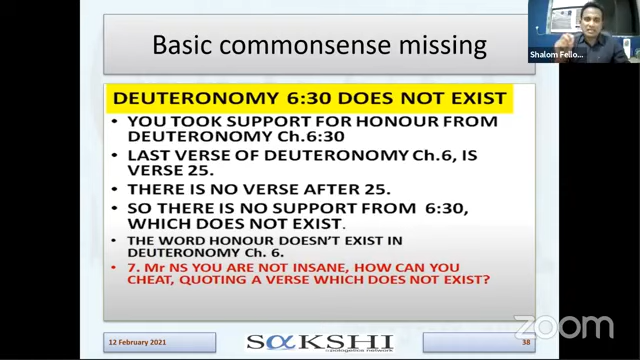 Basic commonsense missing
Shalom Fello...
DEUTERONOMY 6:30 DOES NOT EXIST
• YOU TOOK SUPPORT FOR HONOUR FROM
DEUTERONOMY Ch.6:30
• LAST VERSE OF DEUTERONOMY Ch.6, IS
VERSE 25.
• THERE IS NO VERSE AFTER 25.
• SO THERE IS NO SUPPORT FROM 6:30,
WHICH DOES NOT EXIST.
• THE WORD HONOUR DOESN'T EXIST IN
DEUTERONOMY Ch. 6.
• 7. Mr NS YOU ARE NOT INSANE, HOW CAN YOU
CHEAT, QUOTING A VERSE WHICH DOES NOT EXIST?
zoom
12 February 2021
SαKSHI
apologetics network
38